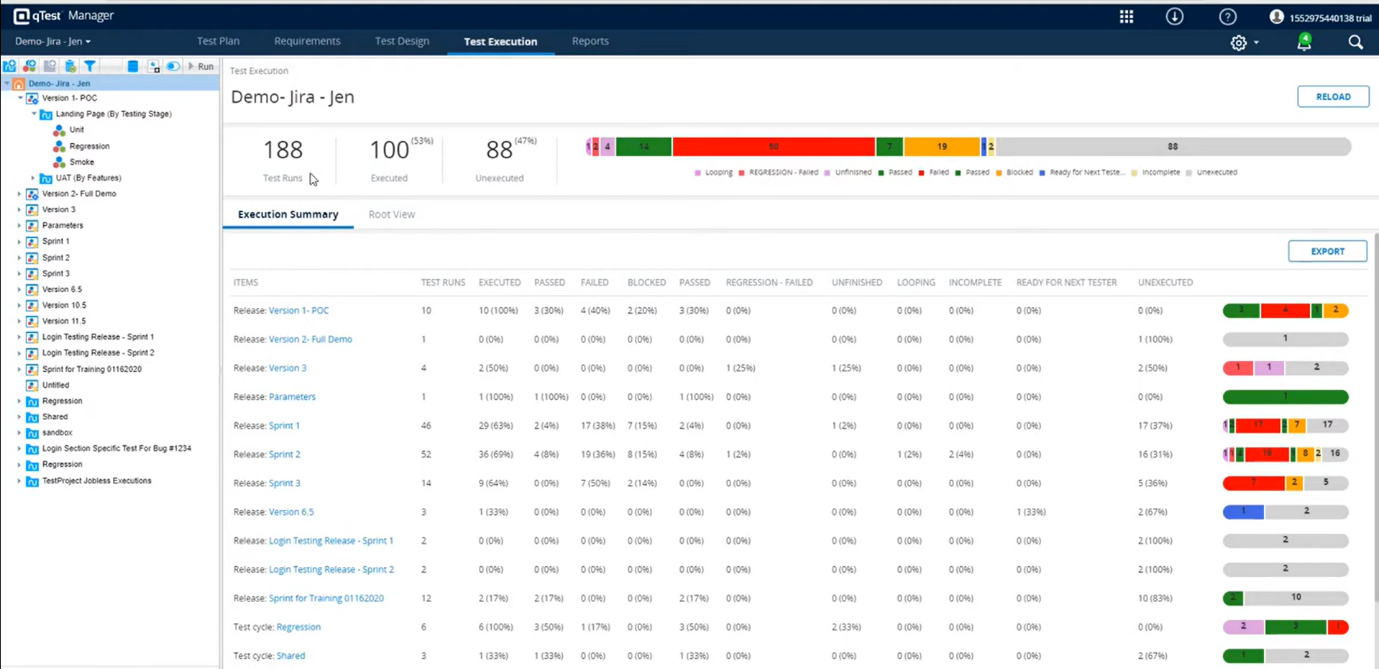 qTest Manager
1552975440138 trial
Demo- Jira - Jen
Test Plan
Requirements
Test Design
Test Execution
Reports
4
Run
Demo- Jira - Jen
Version 1- POC
Landing Page (By Testing Stage)
Unit
Regression
Smoke
UAT (By Features)
Version 2- Full Demo
Version 3
Parameters
Sprint 1
Sprint 2
Sprint 3
Version 6.5
Version 10.5
Version 11.5
Login Testing Release - Sprint 1
Login Testing Release - Sprint 2
Sprint for Training 01162020
Untitled
Regression
Shared
sandbox
Login Section Specific Test For Bug #1234
Regression
TestProject Jobless Executions
Test Execution
Demo- Jira - Jen
RELOAD
188 100 (53%) 88 (47%)
Test Runs Executed Unexecuted
1 2 4 14 50 7 19 1 2 88
Looping REGRESSION - Failed Unfinished Passed Failed Passed Blocked Ready for Next Teste... Incomplete Unexecuted
Execution Summary Root View
EXPORT
ITEMS TEST RUNS EXECUTED PASSED FAILED BLOCKED PASSED REGRESSION - FAILED UNFINISHED LOOPING INCOMPLETE READY FOR NEXT TESTER UNEXECUTED
Release: Version 1- POC 10 10 (100%) 3 (30%) 4 (40%) 2 (20%) 3 (30%) 0 (0%) 0 (0%) 0 (0%) 0 (0%) 0 (0%) 0 (0%) 3 4 1 2
Release: Version 2- Full Demo 1 0 (0%) 0 (0%) 0 (0%) 0 (0%) 0 (0%) 0 (0%) 0 (0%) 0 (0%) 0 (0%) 0 (0%) 1 (100%) 1
Release: Version 3 4 2 (50%) 0 (0%) 0 (0%) 0 (0%) 0 (0%) 1 (25%) 1 (25%) 0 (0%) 0 (0%) 0 (0%) 2 (50%) 1 1 2
Release: Parameters 1 1 (100%) 1 (100%) 0 (0%) 0 (0%) 1 (100%) 0 (0%) 0 (0%) 0 (0%) 0 (0%) 0 (0%) 0 (0%) 1
Release: Sprint 1 46 29 (63%) 2 (4%) 17 (38%) 7 (15%) 2 (4%) 0 (0%) 1 (2%) 0 (0%) 0 (0%) 0 (0%) 17 (37%) 1 2 17 2 7 17
Release: Sprint 2 52 36 (69%) 4 (8%) 19 (36%) 8 (15%) 4 (8%) 1 (2%) 0 (0%) 1 (2%) 2 (4%) 0 (0%) 16 (31%) 1 1 4 19 1 8 2 16
Release: Sprint 3 14 9 (64%) 0 (0%) 7 (50%) 2 (14%) 0 (0%) 0 (0%) 0 (0%) 0 (0%) 0 (0%) 0 (0%) 5 (36%) 7 2 5
Release: Version 6.5 3 1 (33%) 0 (0%) 0 (0%) 0 (0%) 0 (0%) 0 (0%) 0 (0%) 0 (0%) 0 (0%) 1 (33%) 2 (67%) 1 2
Release: Login Testing Release - Sprint 1 2 0 (0%) 0 (0%) 0 (0%) 0 (0%) 0 (0%) 0 (0%) 0 (0%) 0 (0%) 0 (0%) 0 (0%) 2 (100%) 2
Release: Login Testing Release - Sprint 2 2 0 (0%) 0 (0%) 0 (0%) 0 (0%) 0 (0%) 0 (0%) 0 (0%) 0 (0%) 0 (0%) 0 (0%) 2 (100%) 2
Release: Sprint for Training 01162020 12 2 (17%) 2 (17%) 0 (0%) 0 (0%) 2 (17%) 0 (0%) 0 (0%) 0 (0%) 0 (0%) 0 (0%) 10 (83%) 2 10
Test cycle: Regression 6 6 (100%) 3 (50%) 1 (17%) 0 (0%) 3 (50%) 0 (0%) 2 (33%) 0 (0%) 0 (0%) 0 (0%) 0 (0%) 2 3 1
Test cycle: Shared 3 1 (33%) 1 (33%) 0 (0%) 0 (0%) 1 (33%) 0 (0%) 0 (0%) 0 (0%) 0 (0%) 0 (0%) 2 (67%) 1 2